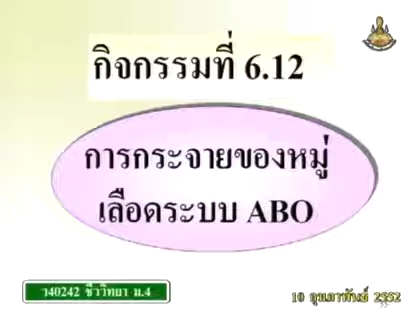 กิจกรรมที่ 6.12
การกระจายของหมู่
เลือดระบบ ABO
ว40242 ชีววิทยา ม.4
10 กุมภาพันธ์ 2552